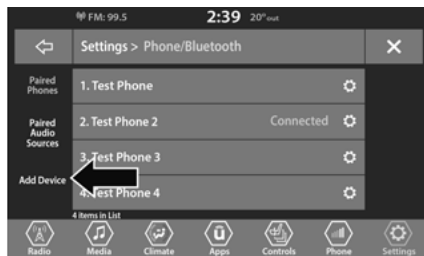 FM: 99.5 2:39 20° out
Settings > Phone/Bluetooth
Paired
Phones
1. Test Phone
Paired
Audio
Sources
2. Test Phone 2 Connected
3. Test Phone 3
Add Device
4. Test Phone 4
4 items in List
Radio Media Climate Apps Controls Phone Settings